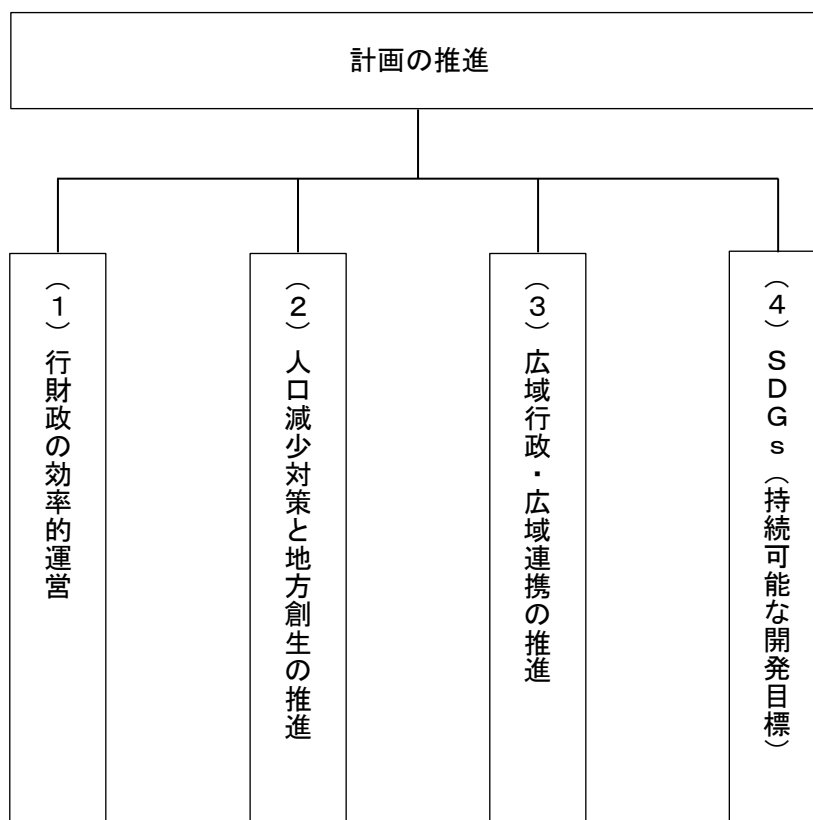 計画の推進
（１）行財政の効率的運営
（２）人口減少対策と地方創生の推進
（３）広域行政・広域連携の推進
（４）ＳＤＧｓ（持続可能な開発目標）